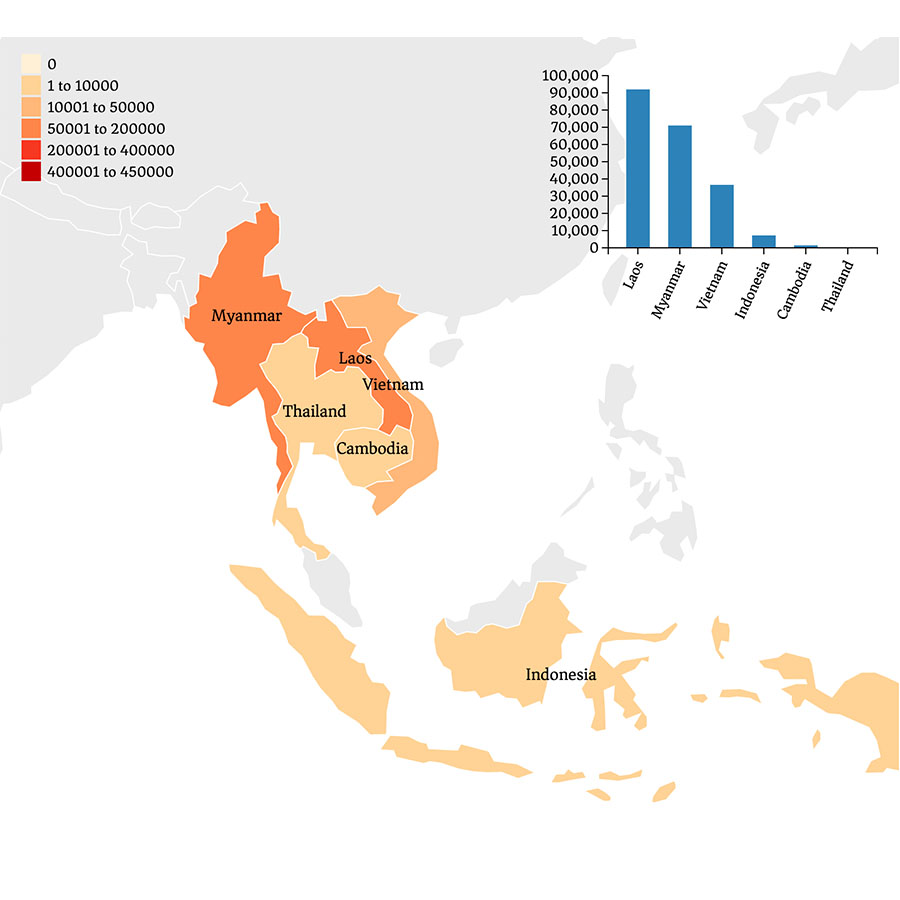 0
1 to 10000
10001 to 50000
50001 to 200000
200001 to 400000
400001 to 450000
100,000
90,000
80,000
70,000
60,000
50,000
40,000
30,000
20,000
10,000
0
Laos
Myanmar
Vietnam
Indonesia
Cambodia
Thailand
Myanmar
Laos
Vietnam
Thailand
Cambodia
Indonesia